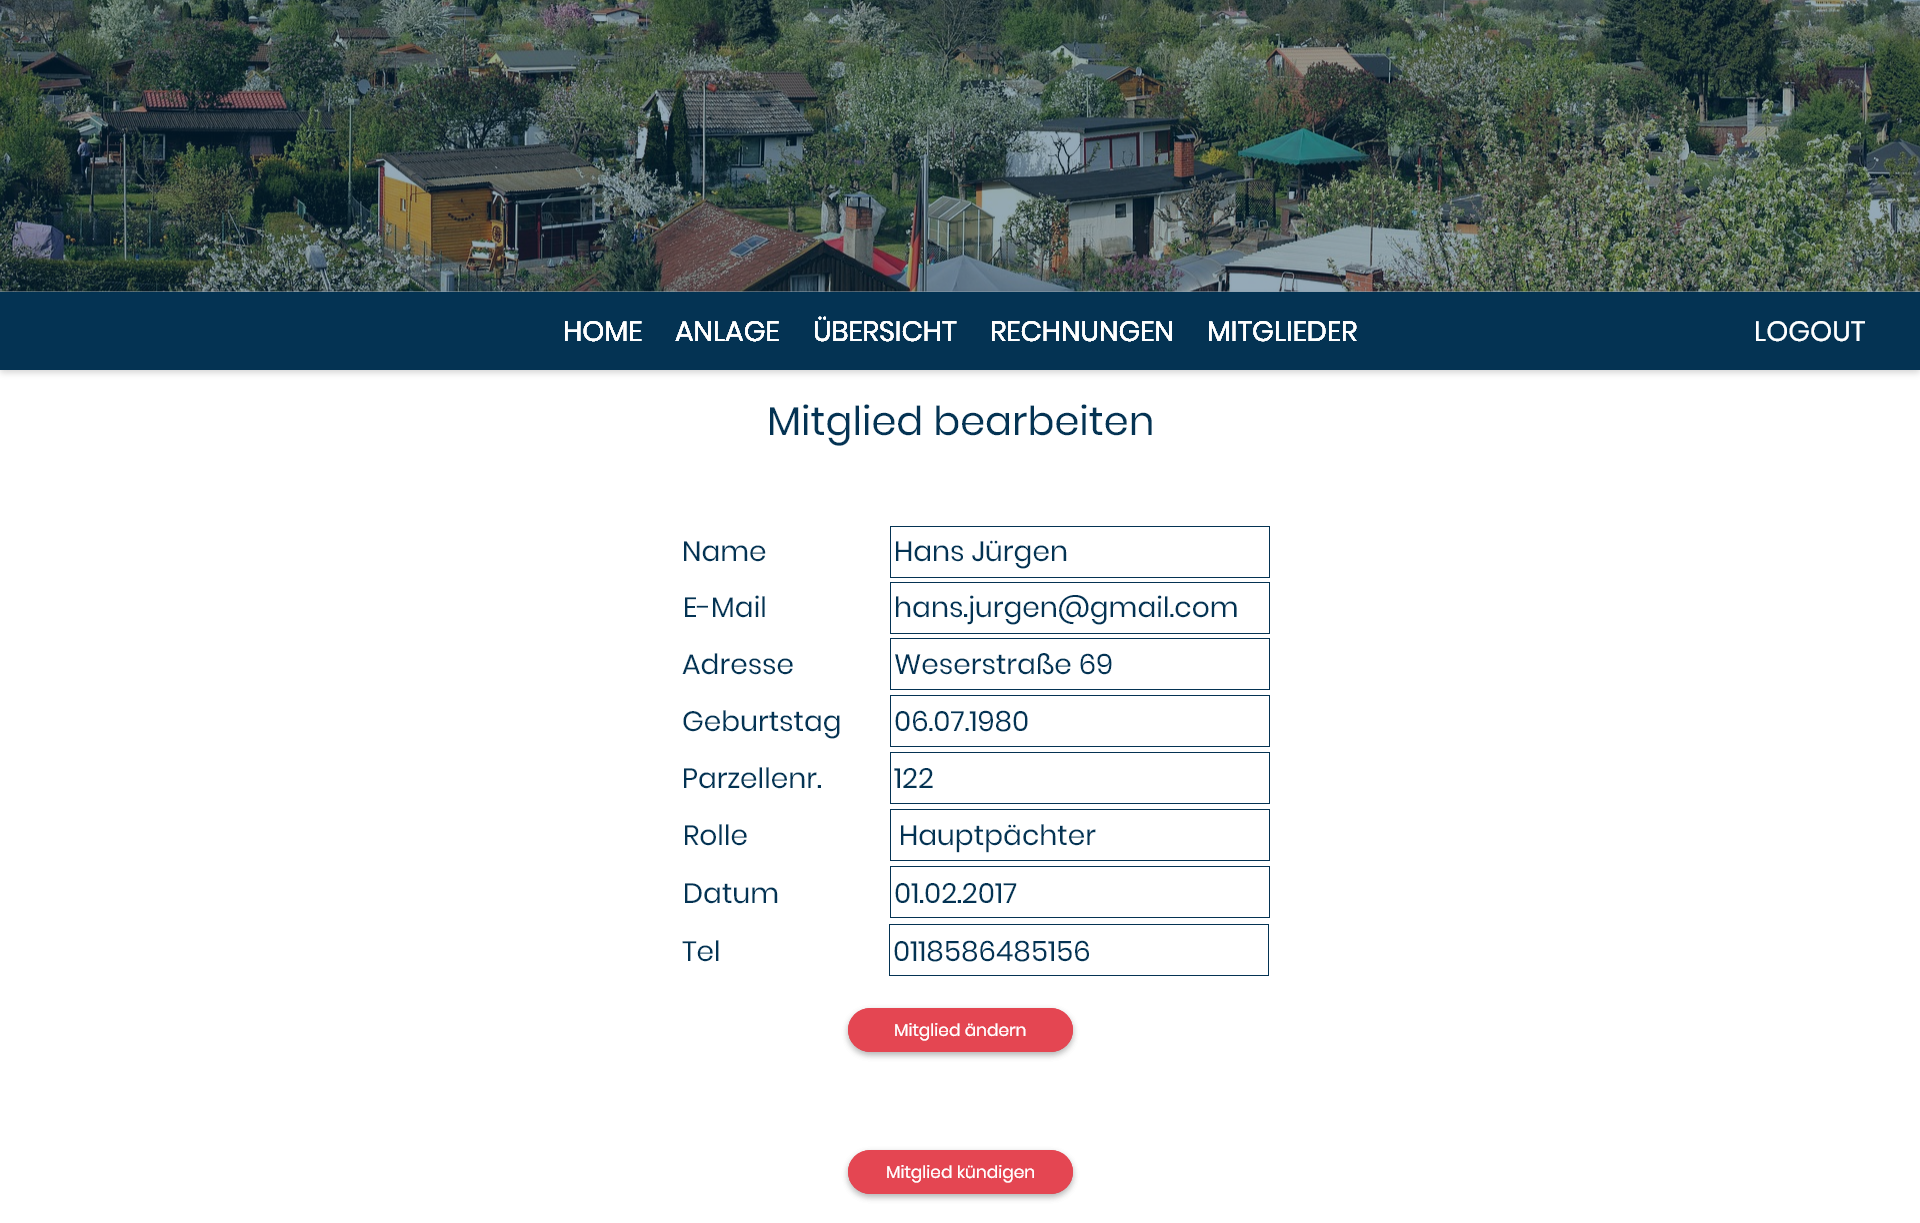 HOME ANLAGE ÜBERSICHT RECHNUNGEN MITGLIEDER LOGOUT
Mitglied bearbeiten
Name Hans Jürgen
E-Mail hans.jurgen@gmail.com
Adresse Weserstraße 69
Geburtstag 06.07.1980
Parzellenr. 122
Rolle Hauptpächter
Datum 01.02.2017
Tel 0118586485156
Mitglied ändern
Mitglied kündigen